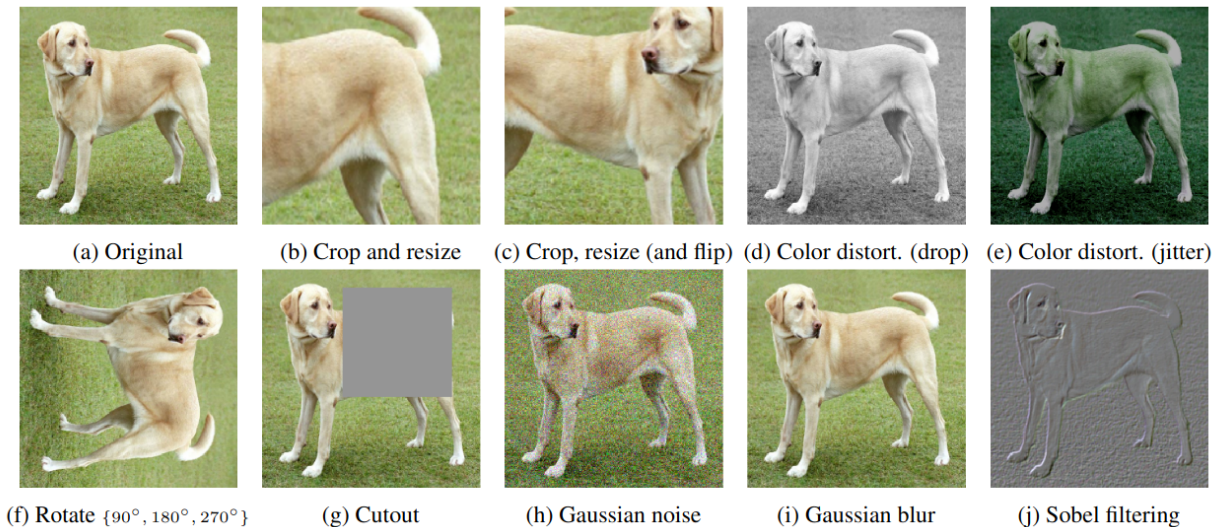 (a) Original
(b) Crop and resize
(c) Crop, resize (and flip)
(d) Color distort. (drop)
(e) Color distort. (jitter)
(f) Rotate {90°, 180°, 270°}
(g) Cutout
(h) Gaussian noise
(i) Gaussian blur
(j) Sobel filtering